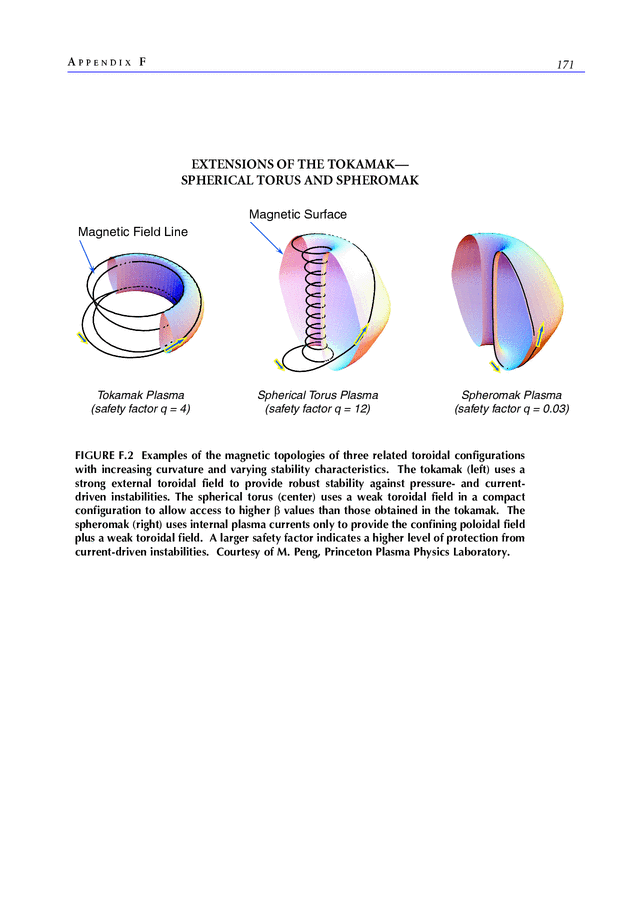 APPENDIX F
171
EXTENSIONS OF THE TOKAMAK—
SPHERICAL TORUS AND SPHEROMAK
Magnetic Surface
Magnetic Field Line
Tokamak Plasma
(safety factor q = 4)
Spherical Torus Plasma
(safety factor q = 12)
Spheromak Plasma
(safety factor q = 0.03)
FIGURE F.2 Examples of the magnetic topologies of three related toroidal configurations
with increasing curvature and varying stability characteristics. The tokamak (left) uses a
strong external toroidal field to provide robust stability against pressure- and current-
driven instabilities. The spherical torus (center) uses a weak toroidal field in a compact
configuration to allow access to higher β values than those obtained in the tokamak. The
spheromak (right) uses internal plasma currents only to provide the confining poloidal field
plus a weak toroidal field. A larger safety factor indicates a higher level of protection from
current-driven instabilities. Courtesy of M. Peng, Princeton Plasma Physics Laboratory.